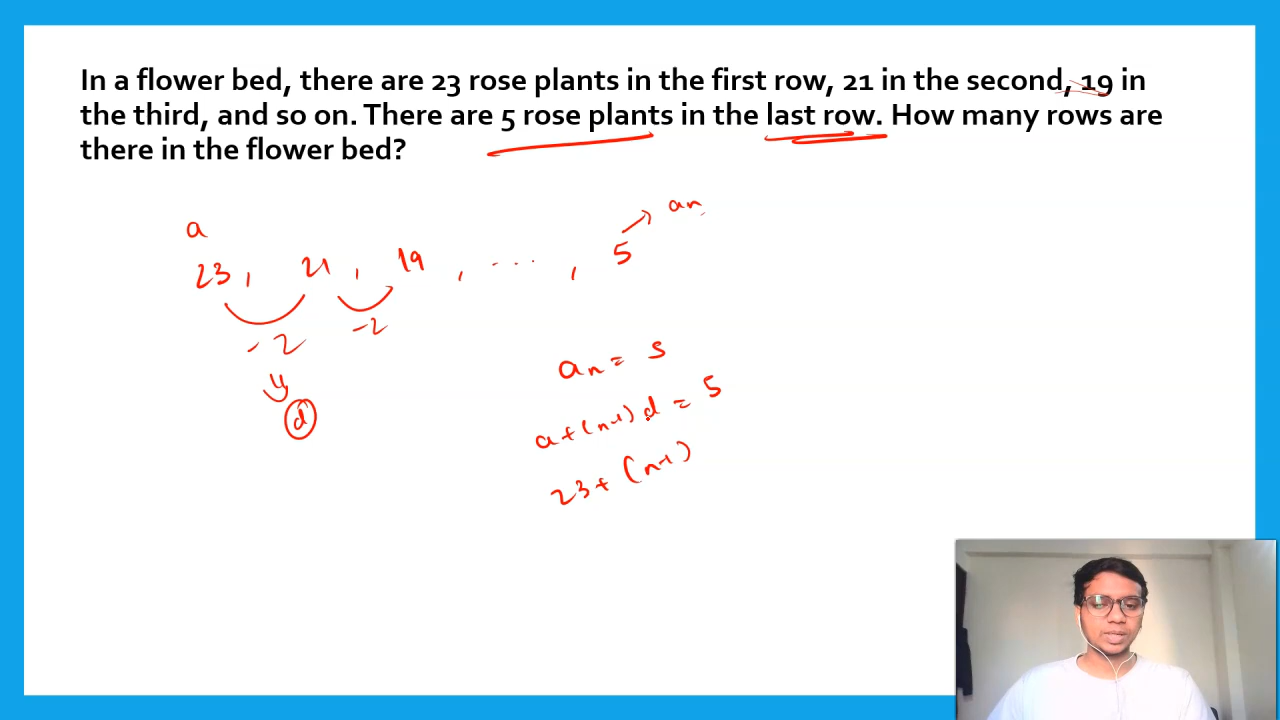 In a flower bed, there are 23 rose plants in the first row, 21 in the second, 19 in
the third, and so on. There are 5 rose plants in the last row. How many rows are
there in the flower bed?
a
23, 21, 19, ..., 5 → an
-2 -2
d
an = 5
a+(n-1)d = 5
23+(n-1)